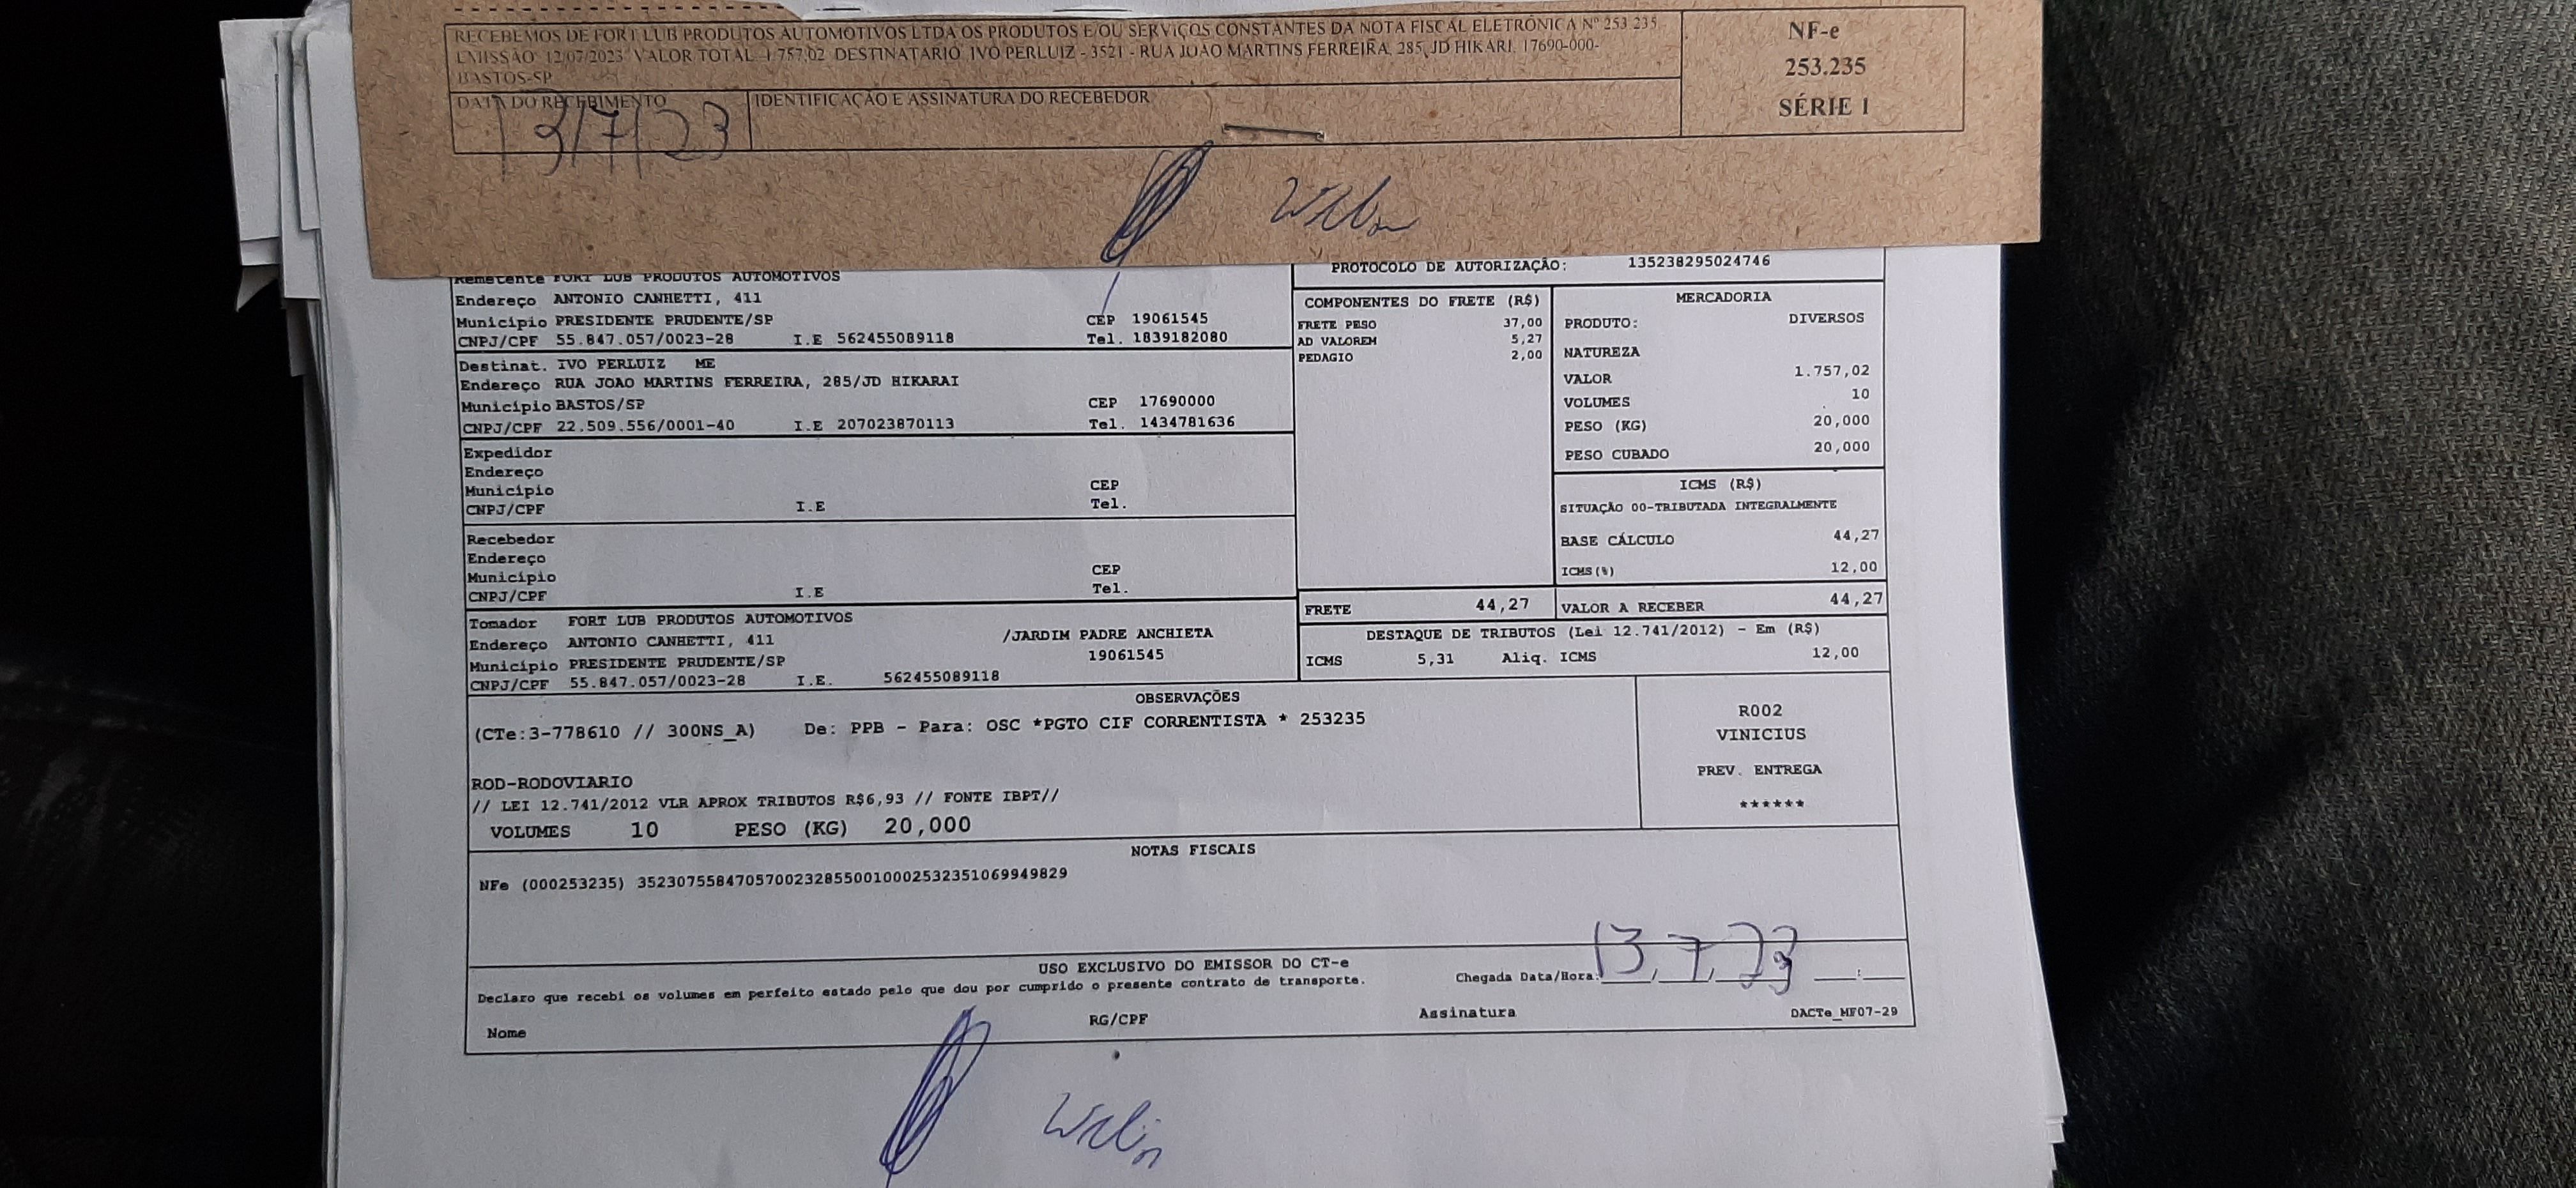 RECEBEMOS DE FORT LUB PRODUTOS AUTOMOTIVOS LTDA OS PRODUTOS E/OU SERVIÇOS CONSTANTES DA NOTA FISCAL ELETRÔNICA Nº 253.235
EMISSÃO: 12/07/2023 VALOR TOTAL: 1.757,02 DESTINATÁRIO: IVO PERLUIZ - 3521 - RUA JOAO MARTINS FERREIRA, 285, JD HIKARI, 17690-000-
BASTOS-SP
NF-e
253.235
SÉRIE 1
DATA DO RECEBIMENTO
IDENTIFICAÇÃO E ASSINATURA DO RECEBEDOR
13/7/23
Remetente FORT LUB PRODUTOS AUTOMOTIVOS
Endereço ANTONIO CANHETTI, 411
Município PRESIDENTE PRUDENTE/SP CEP 19061545
CNPJ/CPF 55.847.057/0023-28 I.E 562455089118 Tel. 1839182080
Destinat. IVO PERLUIZ ME
Endereço RUA JOAO MARTINS FERREIRA, 285/JD HIKARAI
Município BASTOS/SP CEP 17690000
CNPJ/CPF 22.509.556/0001-40 I.E 207023870113 Tel. 1434781636
Expedidor
Endereço
Município CEP
CNPJ/CPF I.E Tel.
Recebedor
Endereço
Município CEP
CNPJ/CPF I.E Tel.
Tomador FORT LUB PRODUTOS AUTOMOTIVOS
Endereço ANTONIO CANHETTI, 411 /JARDIM PADRE ANCHIETA
Município PRESIDENTE PRUDENTE/SP 19061545
CNPJ/CPF 55.847.057/0023-28 I.E. 562455089118
PROTOCOLO DE AUTORIZAÇÃO: 135238295024746
COMPONENTES DO FRETE (R$)
FRETE PESO 37,00
AD VALOREM 5,27
PEDAGIO 2,00
MERCADORIA
PRODUTO: DIVERSOS
NATUREZA
VALOR 1.757,02
VOLUMES 10
PESO (KG) 20,000
PESO CUBADO 20,000
ICMS (R$)
SITUAÇÃO 00-TRIBUTADA INTEGRALMENTE
BASE CÁLCULO 44,27
ICMS(%) 12,00
FRETE 44,27 VALOR A RECEBER 44,27
DESTAQUE DE TRIBUTOS (Lei 12.741/2012) - Em (R$)
ICMS 5,31 Aliq. ICMS 12,00
OBSERVAÇÕES
(CTe:3-778610 // 300NS_A) De: PPB - Para: OSC *PGTO CIF CORRENTISTA * 253235
ROD-RODOVIARIO
// LEI 12.741/2012 VLR APROX TRIBUTOS R$6,93 // FONTE IBPT//
VOLUMES 10 PESO (KG) 20,000
R002
VINICIUS
PREV. ENTREGA
******
NOTAS FISCAIS
NFe (000253235) 35230755847057002328550010002532351069949829
USO EXCLUSIVO DO EMISSOR DO CT-e
Declaro que recebi os volumes em perfeito estado pelo que dou por cumprido o presente contrato de transporte.
Chegada Data/Hora: 13/7/23 __:__
Nome RG/CPF Assinatura DACTe_MF07-29